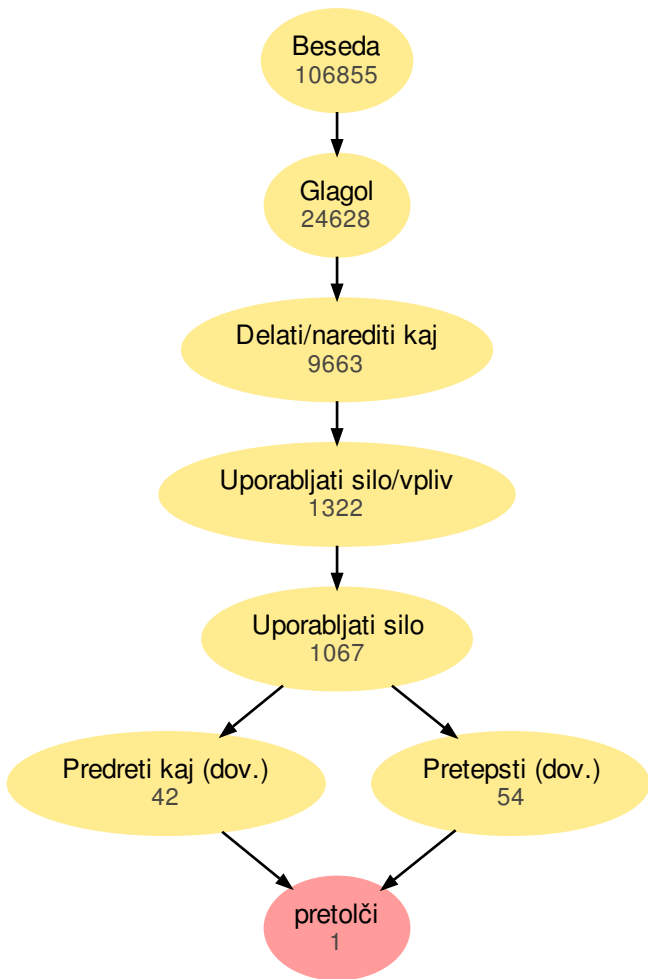 Beseda
106855
Glagol
24628
Delati/narediti kaj
9663
Uporabljati silo/vpliv
1322
Uporabljati silo
1067
Predreti kaj (dov.)
42
Pretepsti (dov.)
54
pretolči
1